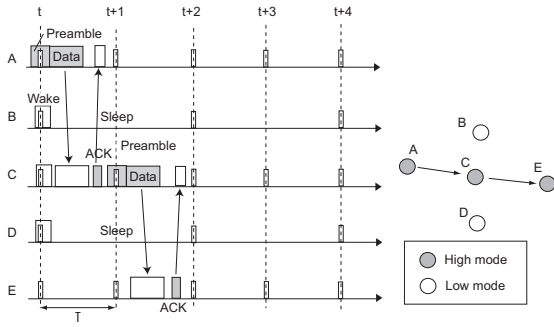 t t+1 t+2 t+3 t+4
Preamble
A Data
Wake
B Sleep
ACK Preamble
C Data
D Sleep
E
T ACK
B
A C E
D
High mode
Low mode